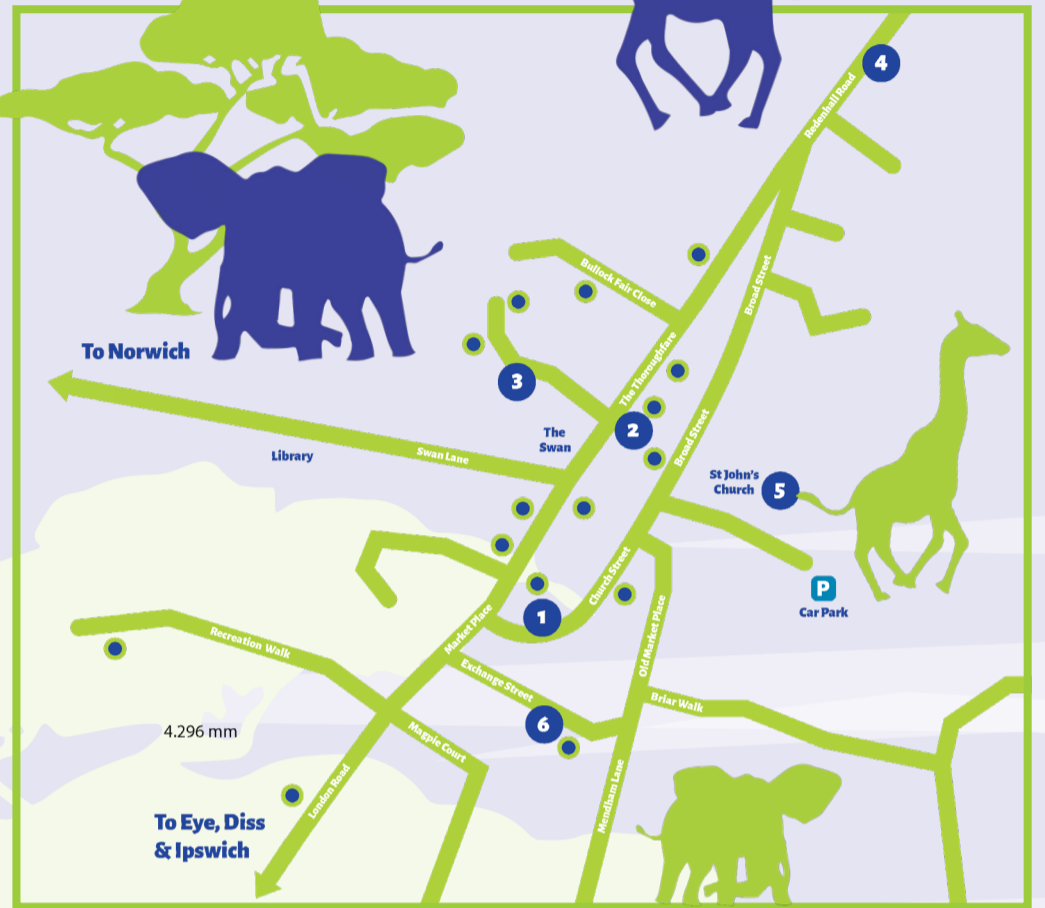 4
Redenhall Road
Bullock Fair Close
Broad Street
To Norwich
The Thoroughfare
3
2
The
Swan
Broad Street
Library
Swan Lane
St John's
Church
5
P
Car Park
Church Street
1
Market Place
Old Market Place
Recreation Walk
Exchange Street
Briar Walk
6
4.296 mm
Magpie Court
London Road
Mendham Lane
To Eye, Diss
& Ipswich